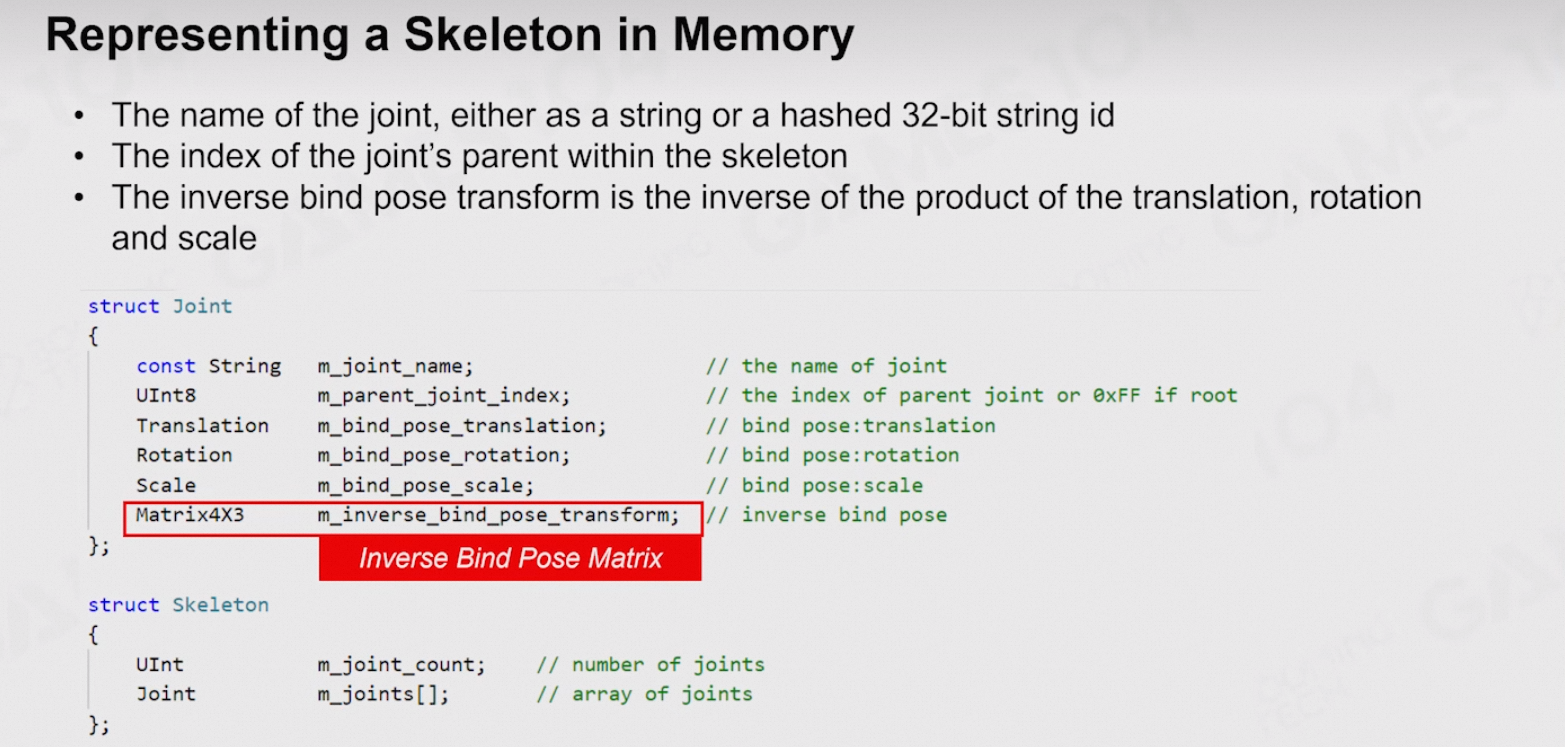 Representing a Skeleton in Memory
• The name of the joint, either as a string or a hashed 32-bit string id
• The index of the joint's parent within the skeleton
• The inverse bind pose transform is the inverse of the product of the translation, rotation
and scale
struct Joint
{
const String m_joint_name; // the name of joint
UInt8 m_parent_joint_index; // the index of parent joint or 0xFF if root
Translation m_bind_pose_translation; // bind pose:translation
Rotation m_bind_pose_rotation; // bind pose:rotation
Scale m_bind_pose_scale; // bind pose:scale
Matrix4X3 m_inverse_bind_pose_transform; // inverse bind pose
};
Inverse Bind Pose Matrix
struct Skeleton
{
UInt m_joint_count; // number of joints
Joint m_joints[]; // array of joints
};